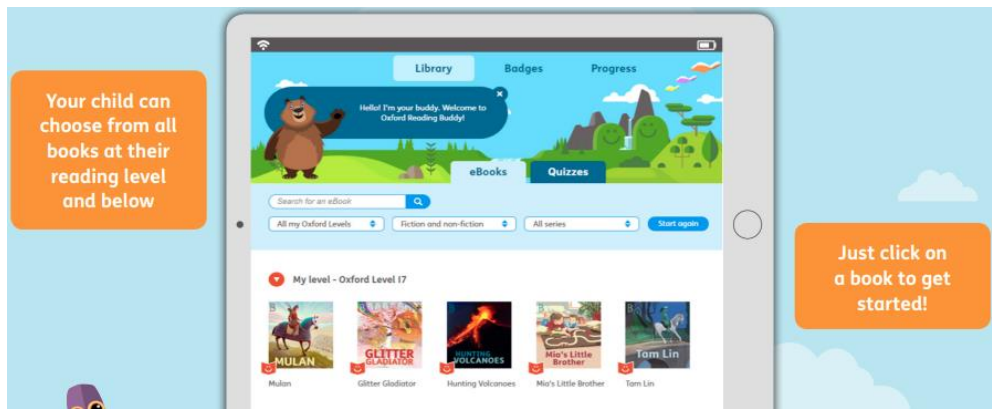 Your child can
choose from all
books at their
reading level
and below
Library
Badges
Progress
Hello! I'm your buddy. Welcome to
Oxford Reading Buddy!
eBooks
Quizzes
Search for an eBook
All my Oxford Levels
Fiction and non-fiction
All series
Start again
Just click on
a book to get
started!
My level - Oxford Level 17
MULAN
GLITTER
GLADIATOR
HUNTING
VOLCANOES
Mia's Little
Brother
Tam Lin
Mulan
Glitter Gladiator
Hunting Volcanoes
Mia's Little Brother
Tam Lin